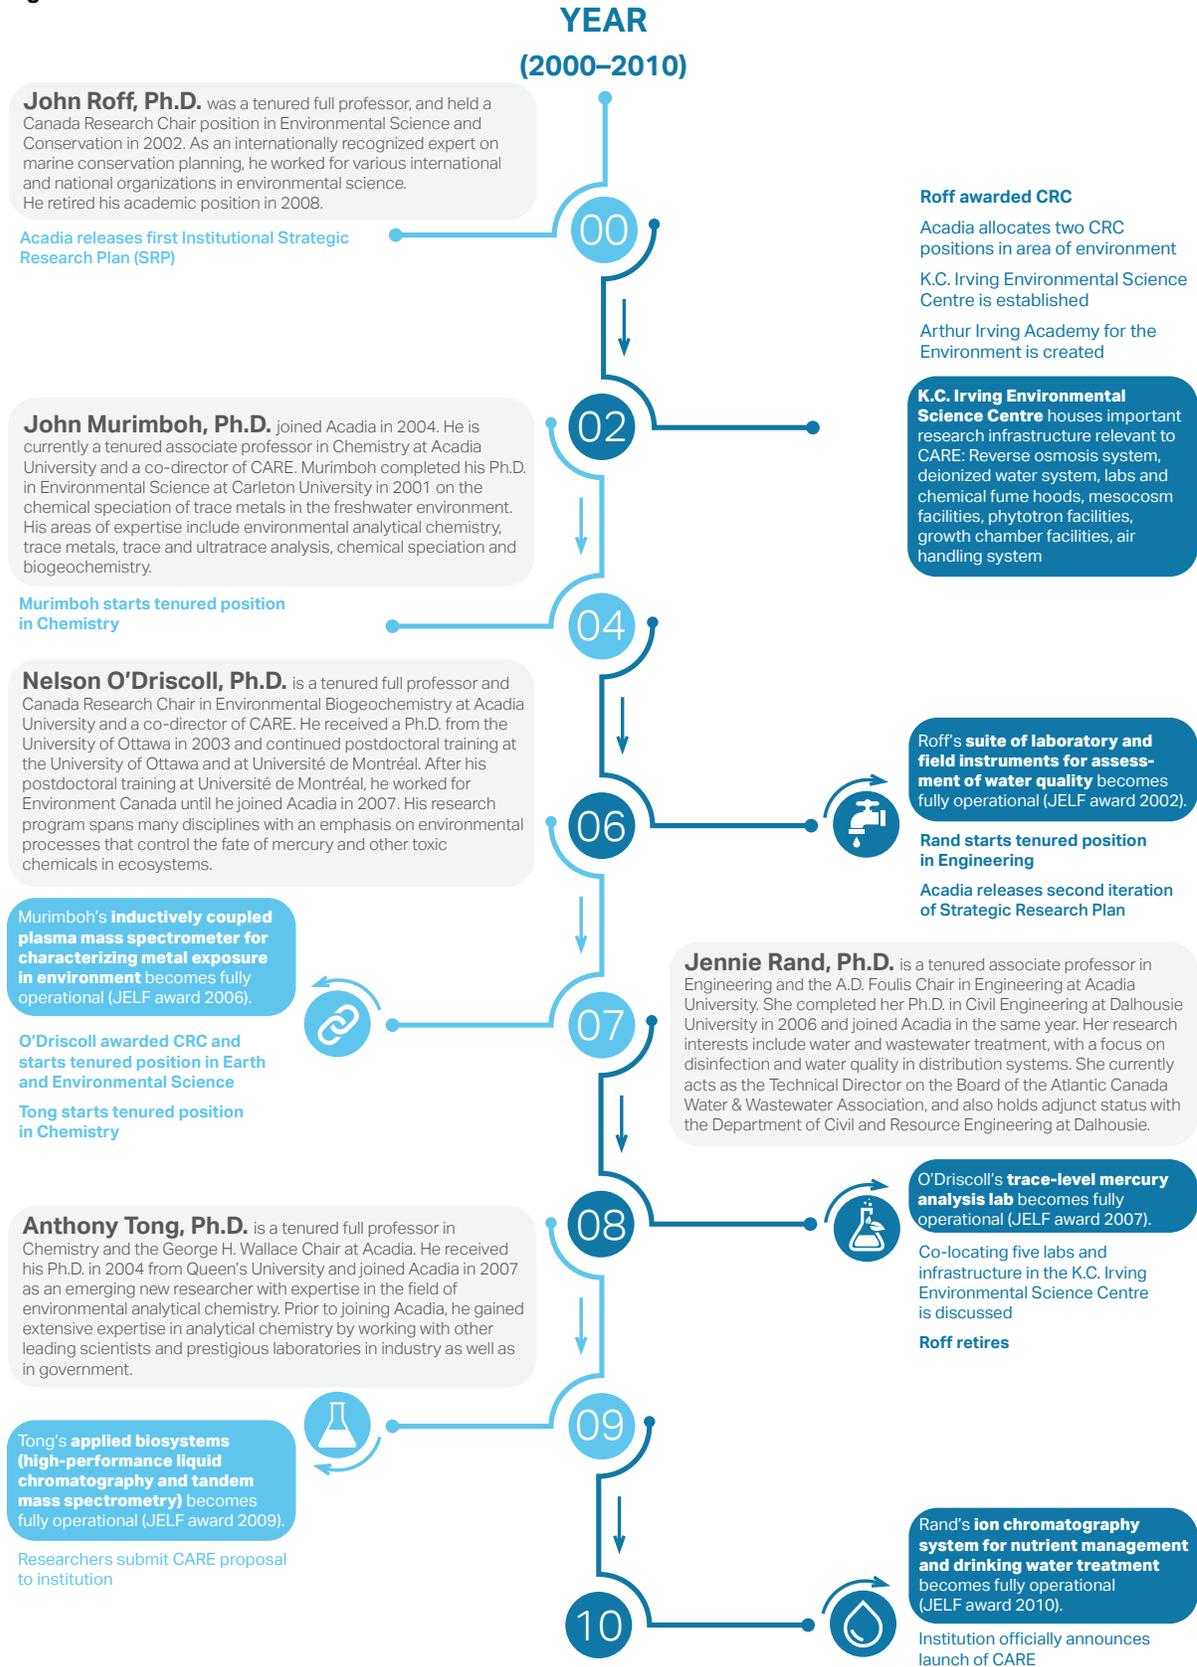 YEAR
(2000–2010)
John Roff, Ph.D. was a tenured full professor, and held a
Canada Research Chair position in Environmental Science and
Conservation in 2002. As an internationally recognized expert on
marine conservation planning, he worked for various international
and national organizations in environmental science.
He retired his academic position in 2008.
Acadia releases first Institutional Strategic
Research Plan (SRP)
00
Roff awarded CRC
Acadia allocates two CRC
positions in area of environment
K.C. Irving Environmental Science
Centre is established
Arthur Irving Academy for the
Environment is created
K.C. Irving Environmental
Science Centre houses important
research infrastructure relevant to
CARE: Reverse osmosis system,
deionized water system, labs and
chemical fume hoods, mesocosm
facilities, phytotron facilities,
growth chamber facilities, air
handling system
02
John Murimboh, Ph.D. joined Acadia in 2004. He is
currently a tenured associate professor in Chemistry at Acadia
University and a co-director of CARE. Murimboh completed his Ph.D.
in Environmental Science at Carleton University in 2001 on the
chemical speciation of trace metals in the freshwater environment.
His areas of expertise include environmental analytical chemistry,
trace metals, trace and ultratrace analysis, chemical speciation and
biogeochemistry.
Murimboh starts tenured position
in Chemistry
04
Nelson O'Driscoll, Ph.D. is a tenured full professor and
Canada Research Chair in Environmental Biogeochemistry at Acadia
University and a co-director of CARE. He received a Ph.D. from the
University of Ottawa in 2003 and continued postdoctoral training at
the University of Ottawa and at Université de Montréal. After his
postdoctoral training at Université de Montréal, he worked for
Environment Canada until he joined Acadia in 2007. His research
program spans many disciplines with an emphasis on environmental
processes that control the fate of mercury and other toxic
chemicals in ecosystems.
06
Roff's suite of laboratory and
field instruments for assess-
ment of water quality becomes
fully operational (JELF award 2002).
Rand starts tenured position
in Engineering
Acadia releases second iteration
of Strategic Research Plan
Murimboh's inductively coupled
plasma mass spectrometer for
characterizing metal exposure
in environment becomes fully
operational (JELF award 2006).
O'Driscoll awarded CRC and
starts tenured position in Earth
and Environmental Science
Tong starts tenured position
in Chemistry
07
Jennie Rand, Ph.D. is a tenured associate professor in
Engineering and the A.D. Foulis Chair in Engineering at Acadia
University. She completed her Ph.D. in Civil Engineering at Dalhousie
University in 2006 and joined Acadia in the same year. Her research
interests include water and wastewater treatment, with a focus on
disinfection and water quality in distribution systems. She currently
acts as the Technical Director on the Board of the Atlantic Canada
Water & Wastewater Association, and also holds adjunct status with
the Department of Civil and Resource Engineering at Dalhousie.
08
O'Driscoll's trace-level mercury
analysis lab becomes fully
operational (JELF award 2007).
Co-locating five labs and
infrastructure in the K.C. Irving
Environmental Science Centre
is discussed
Roff retires
Anthony Tong, Ph.D. is a tenured full professor in
Chemistry and the George H. Wallace Chair at Acadia. He received
his Ph.D. in 2004 from Queen's University and joined Acadia in 2007
as an emerging new researcher with expertise in the field of
environmental analytical chemistry. Prior to joining Acadia, he gained
extensive expertise in analytical chemistry by working with other
leading scientists and prestigious laboratories in industry as well as
in government.
09
Tong's applied biosystems
(high-performance liquid
chromatography and tandem
mass spectrometry) becomes
fully operational (JELF award 2009).
Researchers submit CARE proposal
to institution
10
Rand's ion chromatography
system for nutrient management
and drinking water treatment
becomes fully operational
(JELF award 2010).
Institution officially announces
launch of CARE